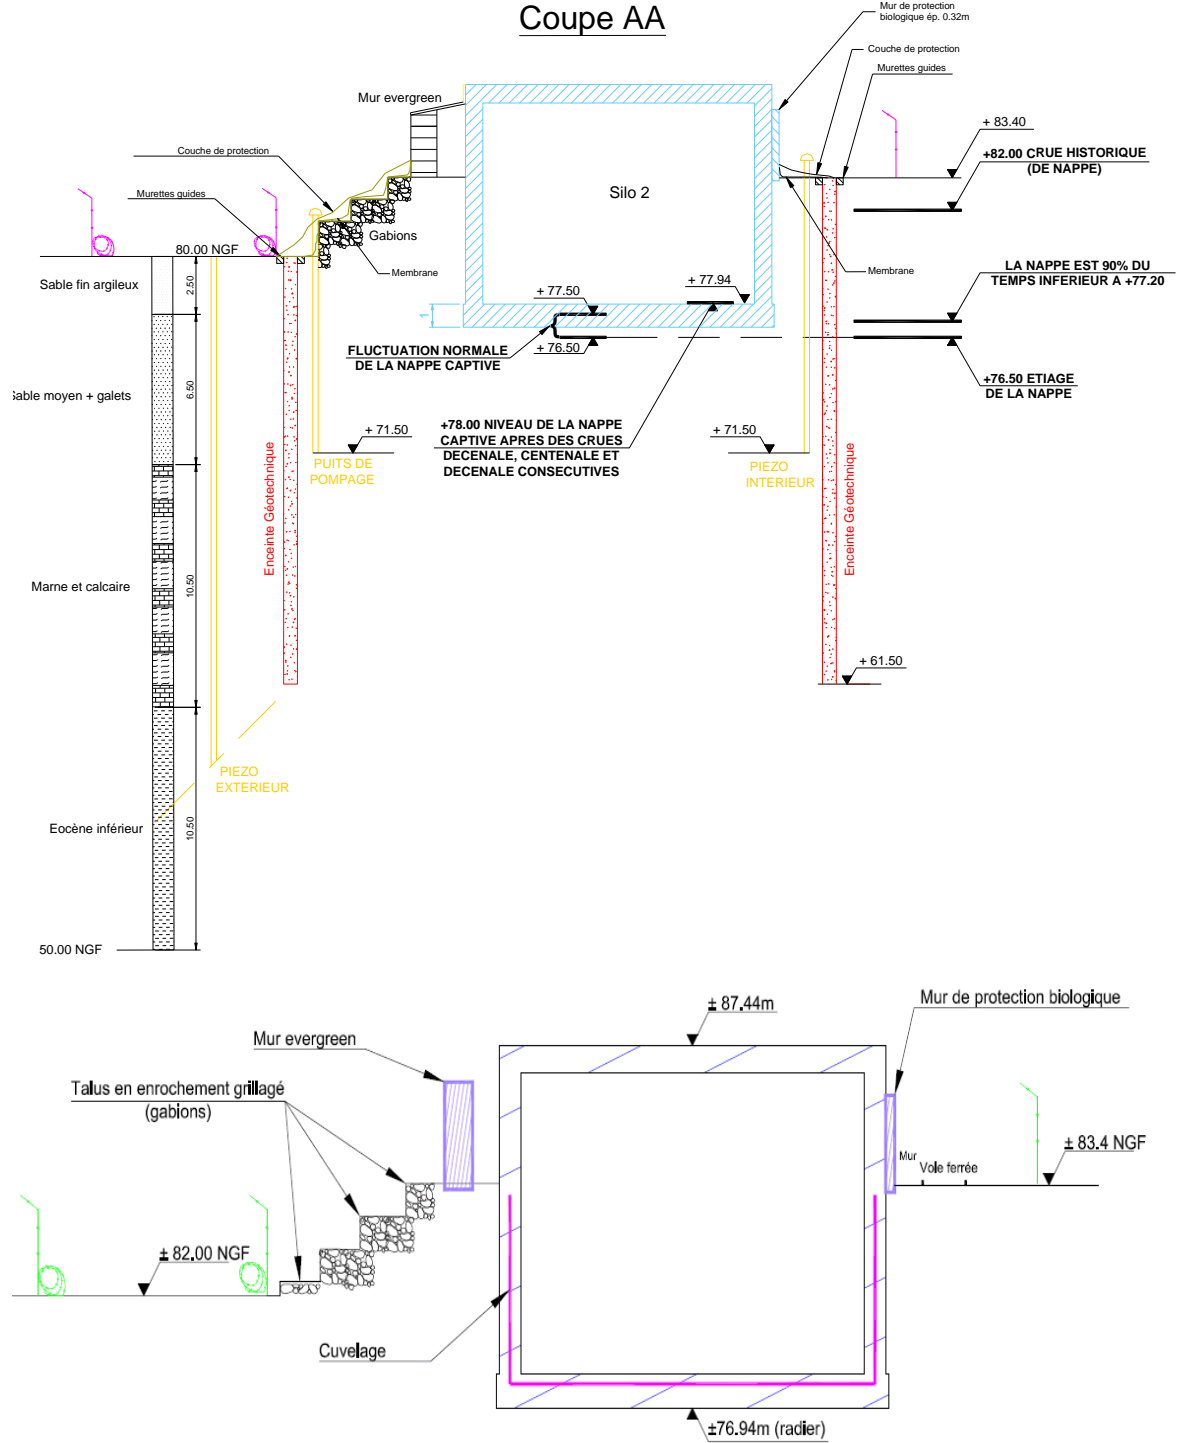 Coupe AA
Mur de protection
biologique ép. 0.32m
Couche de protection
Murettes guides
Mur evergreen
+ 83.40
+82.00 CRUE HISTORIQUE
(DE NAPPE)
Couche de protection
Silo 2
Murettes guides
Gabions
80.00 NGF
Membrane
Membrane
LA NAPPE EST 90% DU
TEMPS INFERIEUR A +77.20
Sable fin argileux
2.50
+ 77.94
+ 77.50
1
+ 76.50
FLUCTUATION NORMALE
DE LA NAPPE CAPTIVE
+76.50 ETIAGE
DE LA NAPPE
Sable moyen + galets
6.50
+ 71.50
+78.00 NIVEAU DE LA NAPPE
CAPTIVE APRES DES CRUES
DECENALE, CENTENALE ET
DECENALE CONSECUTIVES
+ 71.50
PUITS DE
POMPAGE
PIEZO
INTERIEUR
Enceinte Géotechnique
Enceinte Géotechnique
Marne et calcaire
10.50
+ 61.50
PIEZO
EXTERIEUR
Eocène inférieur
10.50
50.00 NGF
± 87.44m
Mur de protection biologique
Mur evergreen
Talus en enrochement grillagé
(gabions)
± 83.4 NGF
Mur
Voie ferrée
± 82.00 NGF
Cuvelage
±76.94m (radier)